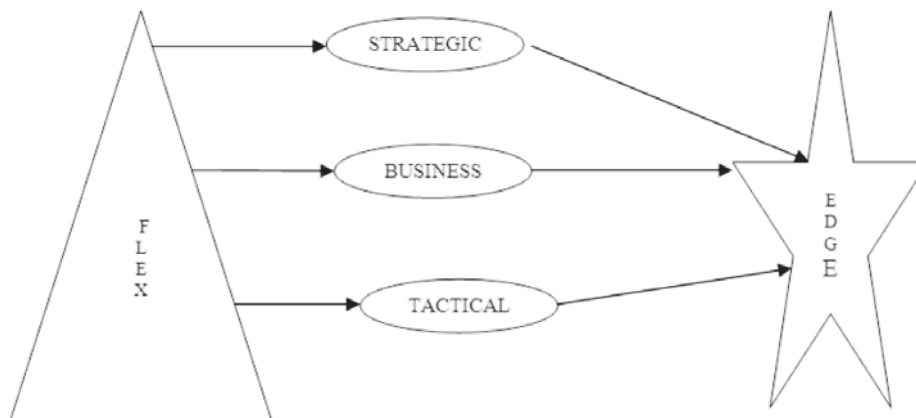 STRATEGIC
BUSINESS
TACTICAL
F
L
E
X
E
D
G
E